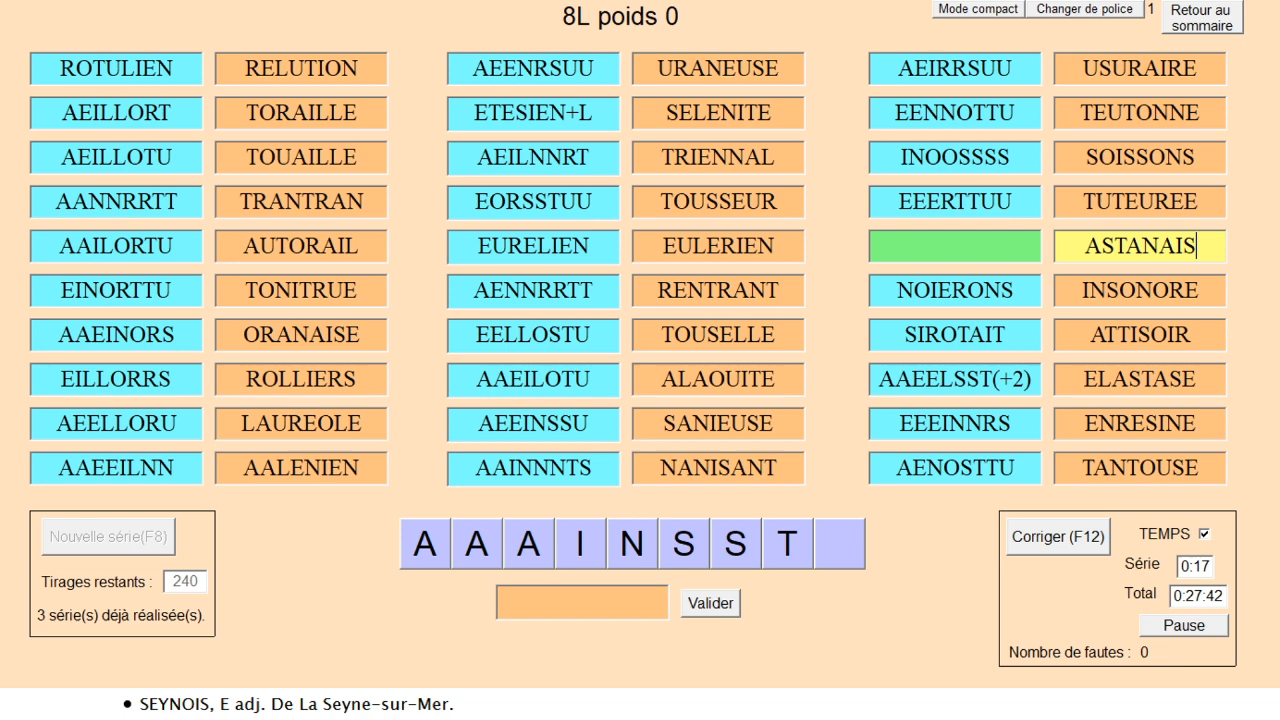 8L poids 0
Mode compact Changer de police 1 Retour au sommaire
ROTULIEN RELUTION AEENRSUU URANEUSE AEIRRSUU USURAIRE
AEILLORT TORAILLE ETESIEN+L SELENITE EENNOTTU TEUTONNE
AEILLOTU TOUAILLE AEILNNRT TRIENNAL INOOSSSS SOISSONS
AANNRRTT TRANTRAN EORSSTUU TOUSSEUR EEERTTUU TUTEUREE
AAILORTU AUTORAIL EURELIEN EULERIEN ASTANAIS
EINORTTU TONITRUE AENNRRTT RENTRANT NOIERONS INSONORE
AAEINORS ORANAISE EELLOSTU TOUSELLE SIROTAIT ATTISOIR
EILLORRS ROLLIERS AAEILOTU ALAOUITE AAEELSST(+2) ELASTASE
AEELLORU LAUREOLE AEEINSSU SANIEUSE EEEINNRS ENRESINE
AAEEILNN AALENIEN AAINNNTS NANISANT AENOSTTU TANTOUSE
Nouvelle série(F8)
Tirages restants : 240
3 série(s) déjà réalisée(s).
A A A I N S S T
Valider
Corriger (F12) TEMPS
Série 0:17
Total 0:27:42
Pause
Nombre de fautes : 0
• SEYNOIS, E adj. De La Seyne-sur-Mer.